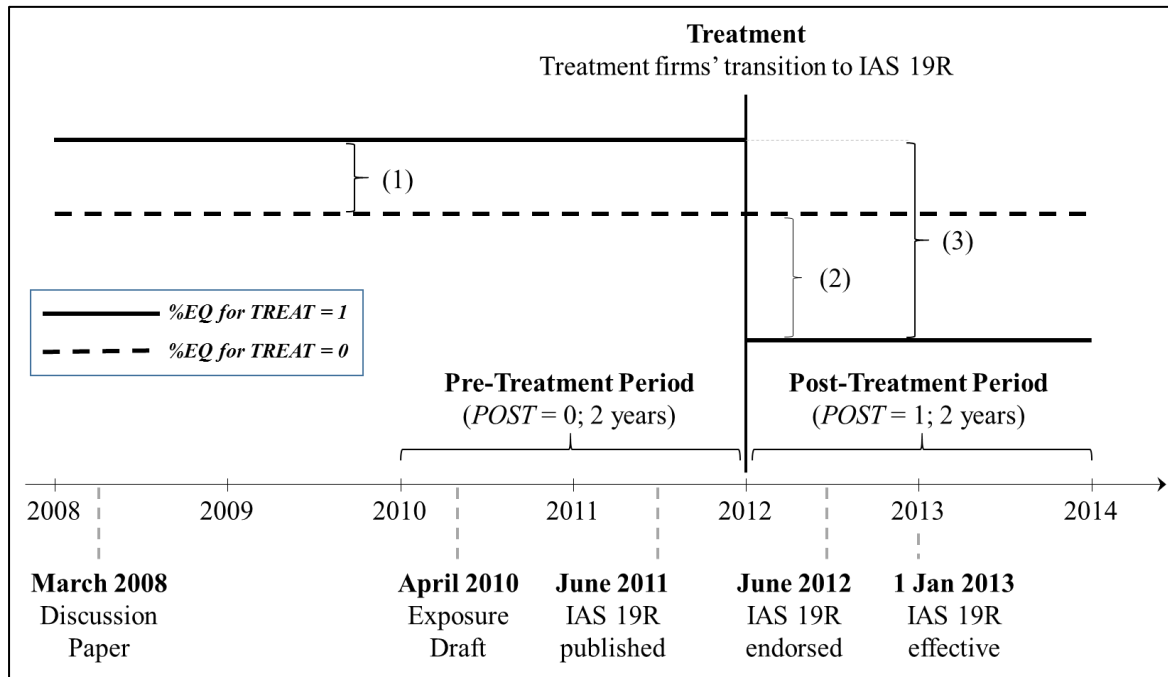 Treatment
Treatment firms’ transition to IAS 19R
(1)
(3)
(2)
%EQ for TREAT = 1
%EQ for TREAT = 0
Pre-Treatment Period
(POST = 0; 2 years)
Post-Treatment Period
(POST = 1; 2 years)
2008 2009 2010 2011 2012 2013 2014
March 2008
Discussion
Paper
April 2010
Exposure
Draft
June 2011
IAS 19R
published
June 2012
IAS 19R
endorsed
1 Jan 2013
IAS 19R
effective